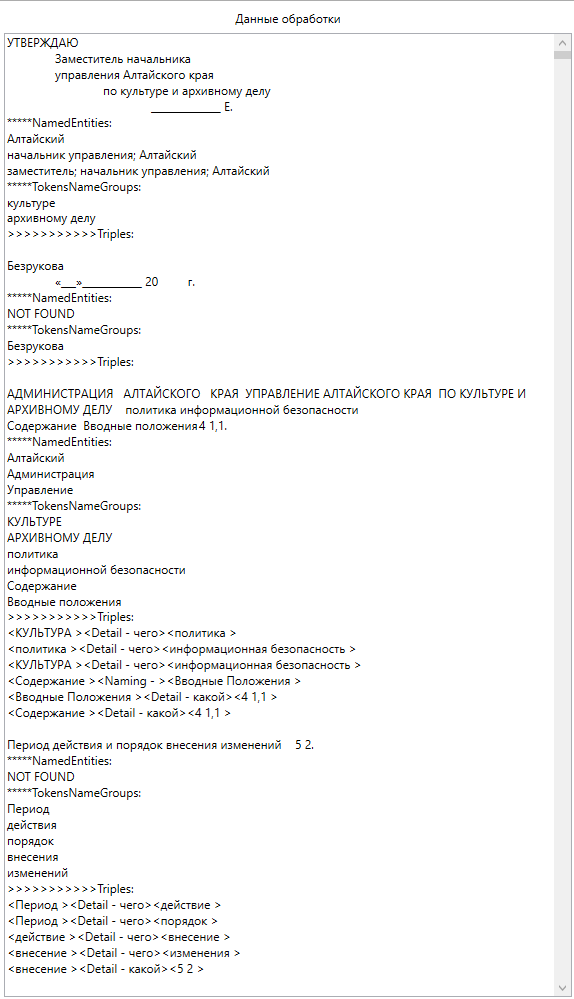 Данные обработки
УТВЕРЖДАЮ
Заместитель начальника
управления Алтайского края
по культуре и архивному делу
_____________ Е.
*****NamedEntities:
Алтайский
начальник управления; Алтайский
заместитель; начальник управления; Алтайский
*****TokensNameGroups:
культуре
архивному делу
>>>>>>>>>>>Triples:
Безрукова
«___»___________ 20 г.
*****NamedEntities:
NOT FOUND
*****TokensNameGroups:
Безрукова
>>>>>>>>>>>Triples:
АДМИНИСТРАЦИЯ АЛТАЙСКОГО КРАЯ УПРАВЛЕНИЕ АЛТАЙСКОГО КРАЯ ПО КУЛЬТУРЕ И
АРХИВНОМУ ДЕЛУ политика информационной безопасности
Содержание Вводные положения4 1,1.
*****NamedEntities:
Алтайский
Администрация
Управление
*****TokensNameGroups:
КУЛЬТУРЕ
АРХИВНОМУ ДЕЛУ
политика
информационной безопасности
Содержание
Вводные положения
>>>>>>>>>>>Triples:
<КУЛЬТУРА ><Detail - чего><политика >
<политика ><Detail - чего><информационная безопасность >
<КУЛЬТУРА ><Detail - чего><информационная безопасность >
<Содержание ><Naming - ><Вводные Положения >
<Вводные Положения ><Detail - какой><4 1,1 >
<Содержание ><Detail - какой><4 1,1 >
Период действия и порядок внесения изменений 5 2.
*****NamedEntities:
NOT FOUND
*****TokensNameGroups:
Период
действия
порядок
внесения
изменений
>>>>>>>>>>>Triples:
<Период ><Detail - чего><действие >
<Период ><Detail - чего><порядок >
<действие ><Detail - чего><внесение >
<внесение ><Detail - чего><изменения >
<внесение ><Detail - какой><5 2 >